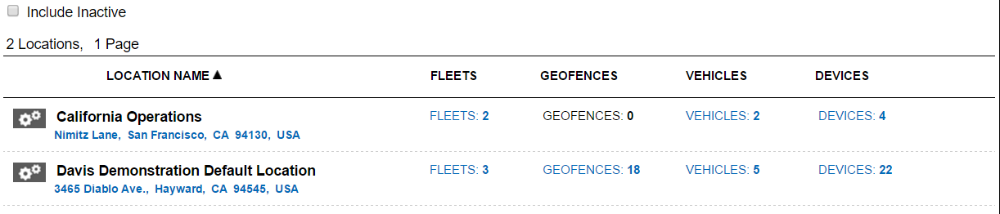 Include Inactive
2 Locations, 1 Page
LOCATION NAME▲ FLEETS GEOFENCES VEHICLES DEVICES
California Operations FLEETS: 2 GEOFENCES: 0 VEHICLES: 2 DEVICES: 4
Nimitz Lane, San Francisco, CA 94130, USA
Davis Demonstration Default Location FLEETS: 3 GEOFENCES: 18 VEHICLES: 5 DEVICES: 22
3465 Diablo Ave., Hayward, CA 94545, USA